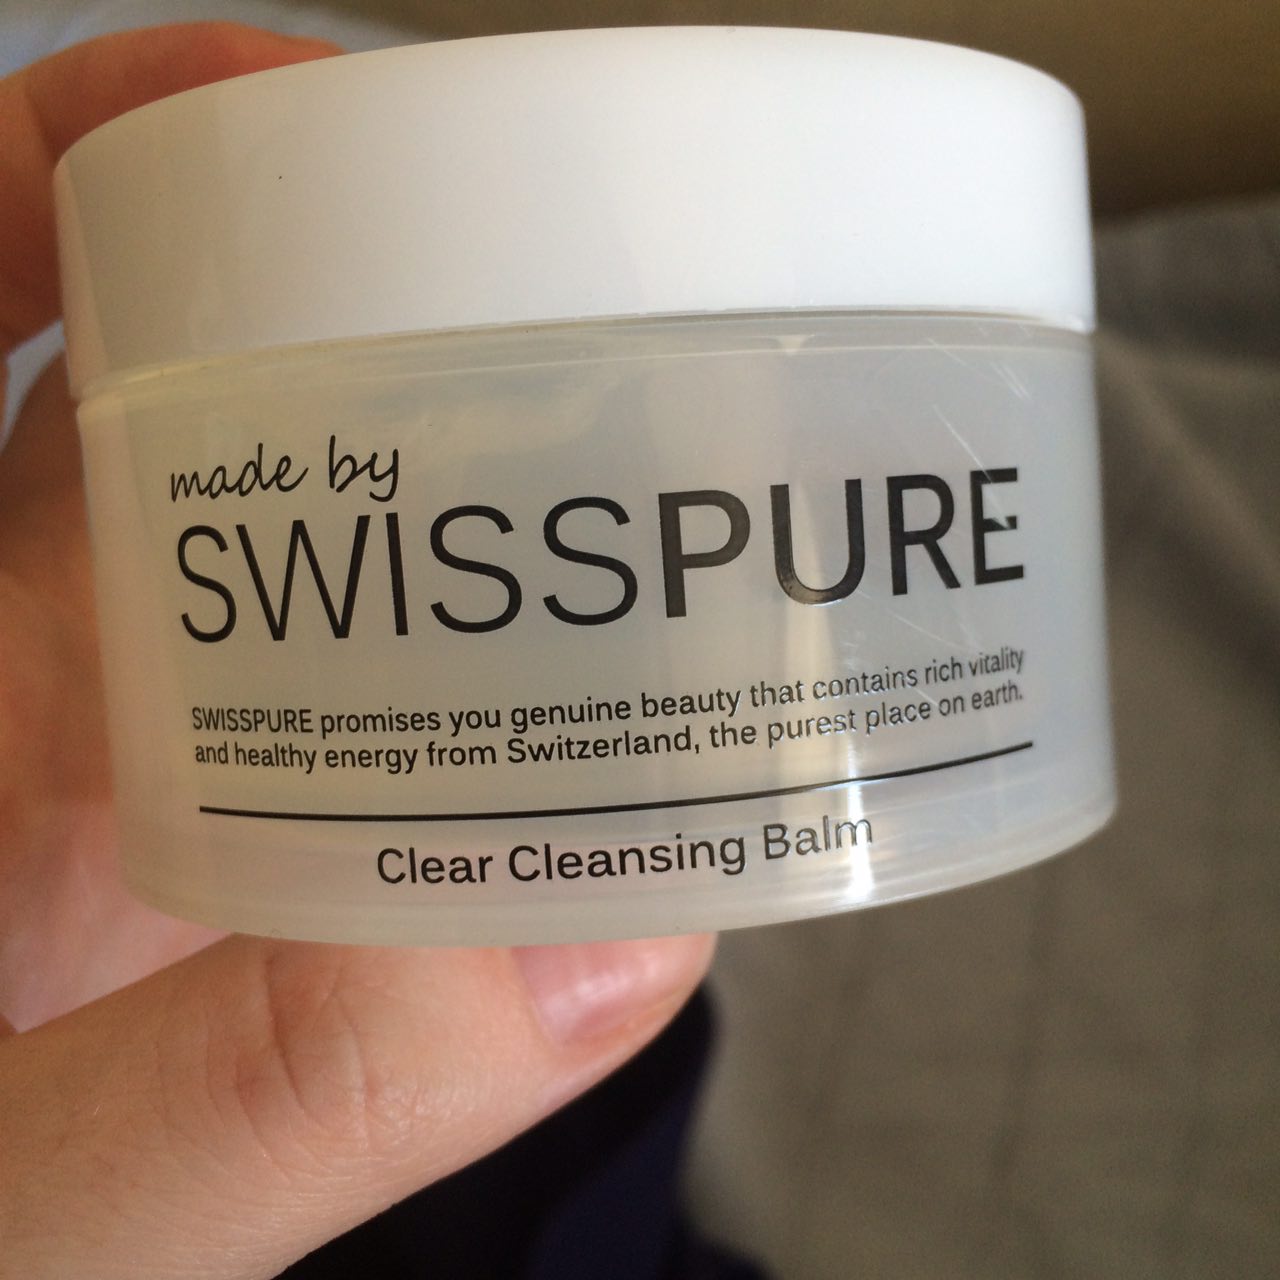 made by
SWISSPURE
SWISSPURE promises you genuine beauty that contains rich vitality
and healthy energy from Switzerland, the purest place on earth.
Clear Cleansing Balm